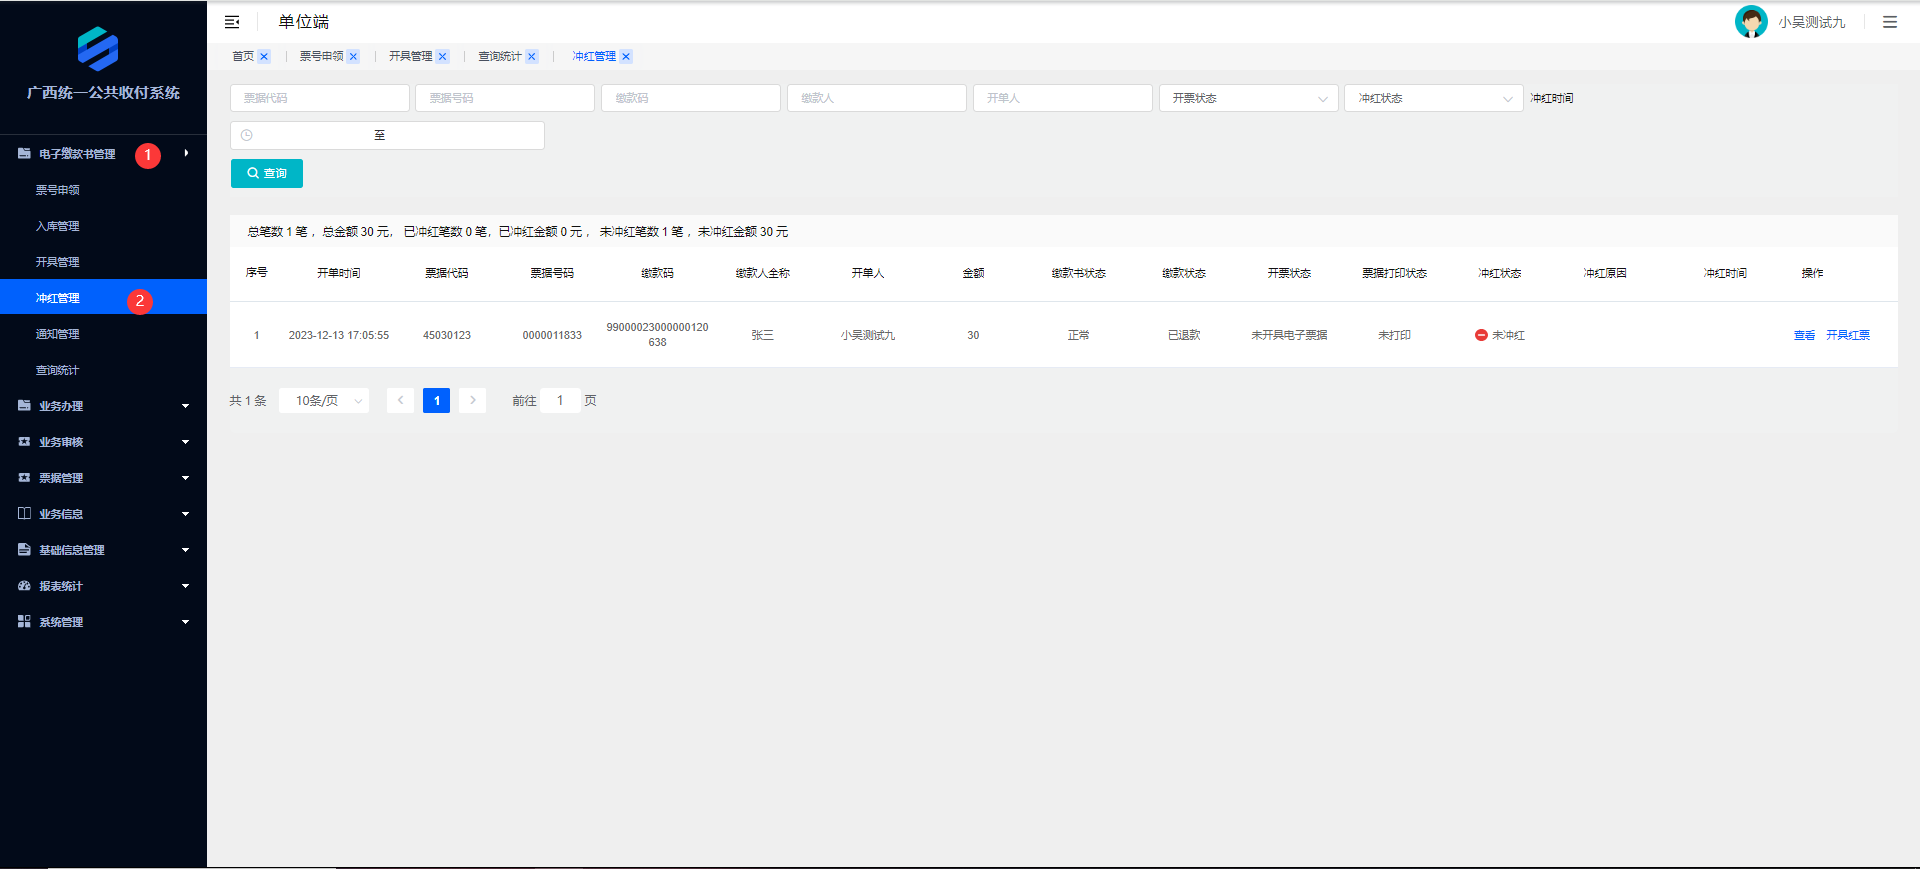 单位端
小吴测试九
广西统一公共收付系统
首页
票号申领
开具管理
查询统计
冲红管理
票据代码
票据号码
缴款码
缴款人
开单人
开票状态
冲红状态
冲红时间
至
查询
电子缴款书管理
1
票号申领
入库管理
开具管理
冲红管理
2
通知管理
查询统计
业务办理
业务审核
票据管理
业务信息
基础信息管理
报表统计
系统管理
总笔数 1 笔 ，总金额 30 元， 已冲红笔数 0 笔，已冲红金额 0 元 ， 未冲红笔数 1 笔 ，未冲红金额 30 元
序号 开单时间 票据代码 票据号码 缴款码 缴款人全称 开单人 金额 缴款书状态 缴款状态 开票状态 票据打印状态 冲红状态 冲红原因 冲红时间 操作
1 2023-12-13 17:05:55 45030123 0000011833 99000023000000120638 张三 小吴测试九 30 正常 已退款 未开具电子票据 未打印 未冲红 查看 开具红票
共 1 条 10条/页 1 前往 1 页